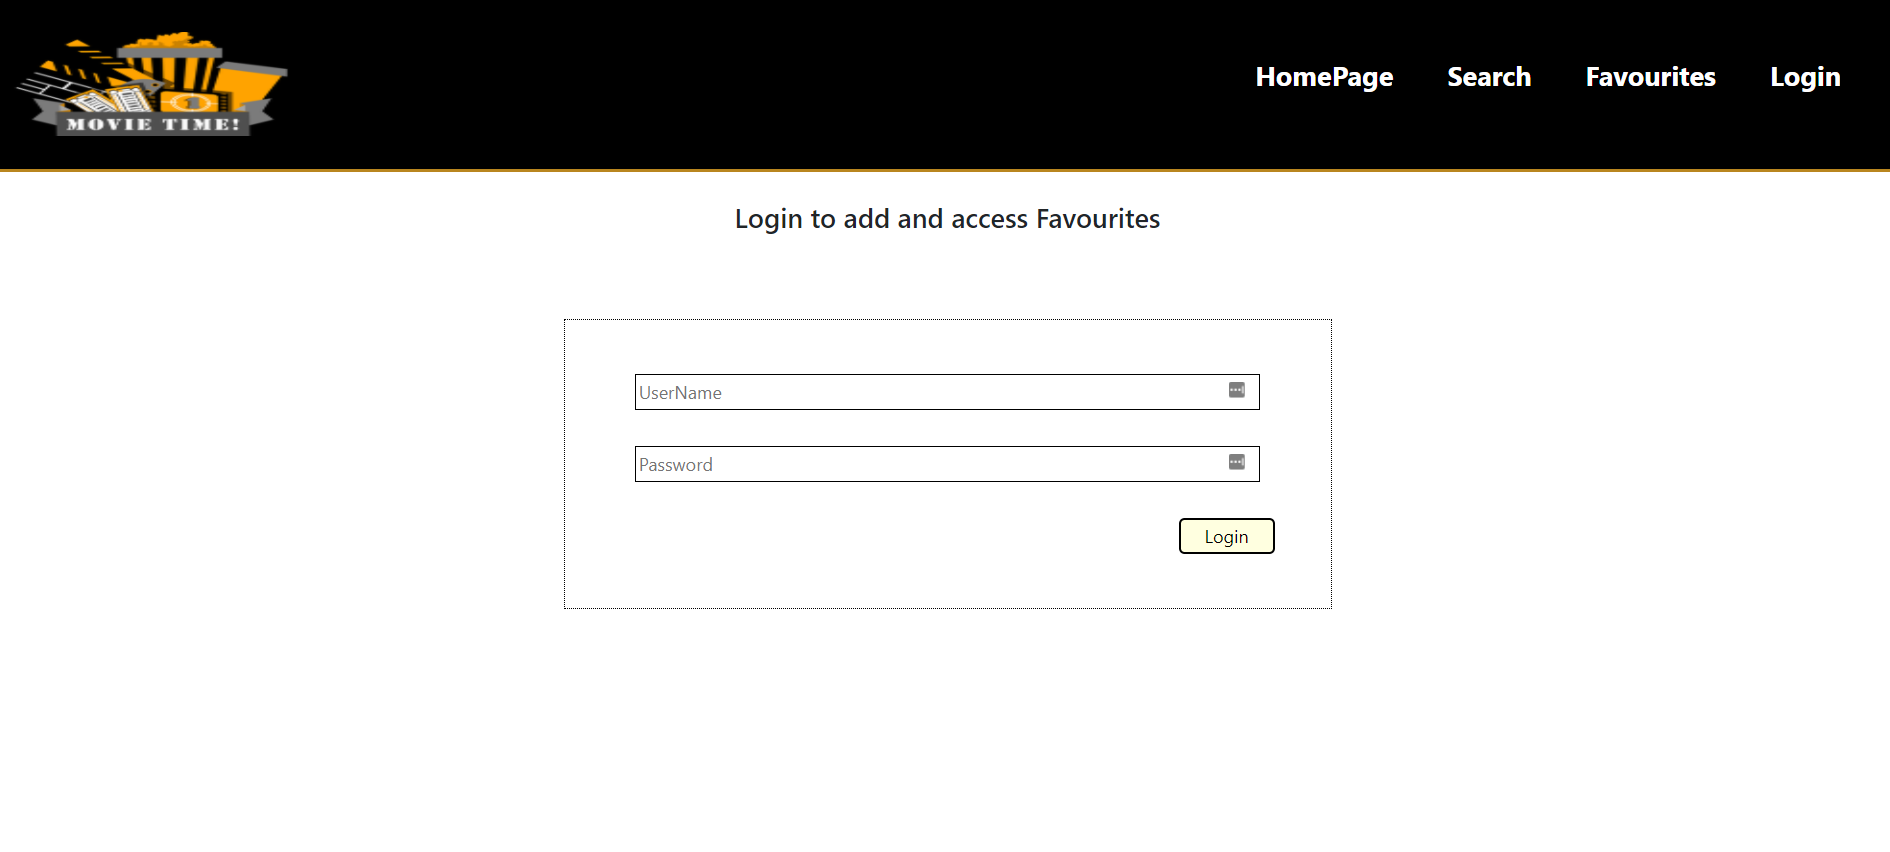 MOVIE TIME!
HomePage Search Favourites Login
Login to add and access Favourites
UserName
Password
Login